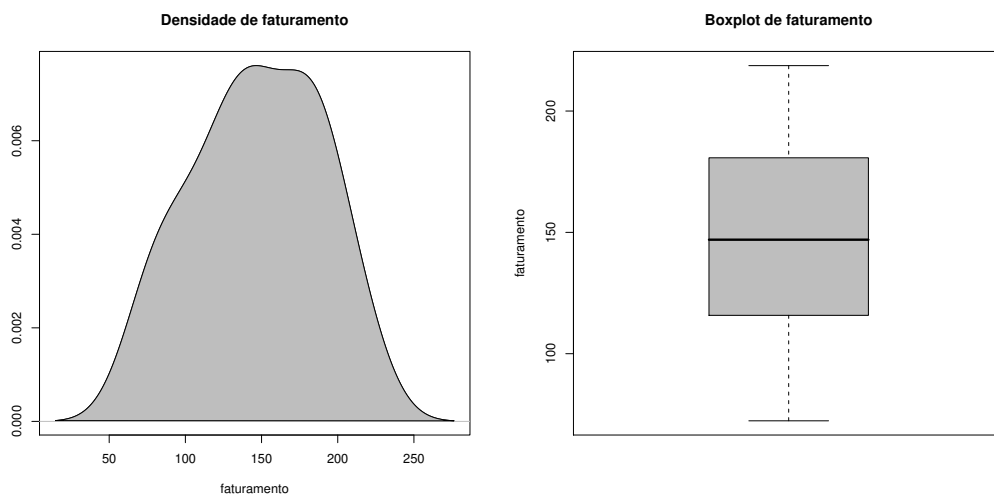 Densidade de faturamento
0.006
0.004
0.002
0.000
50 100 150 200 250
faturamento
Boxplot de faturamento
200
150
100
faturamento